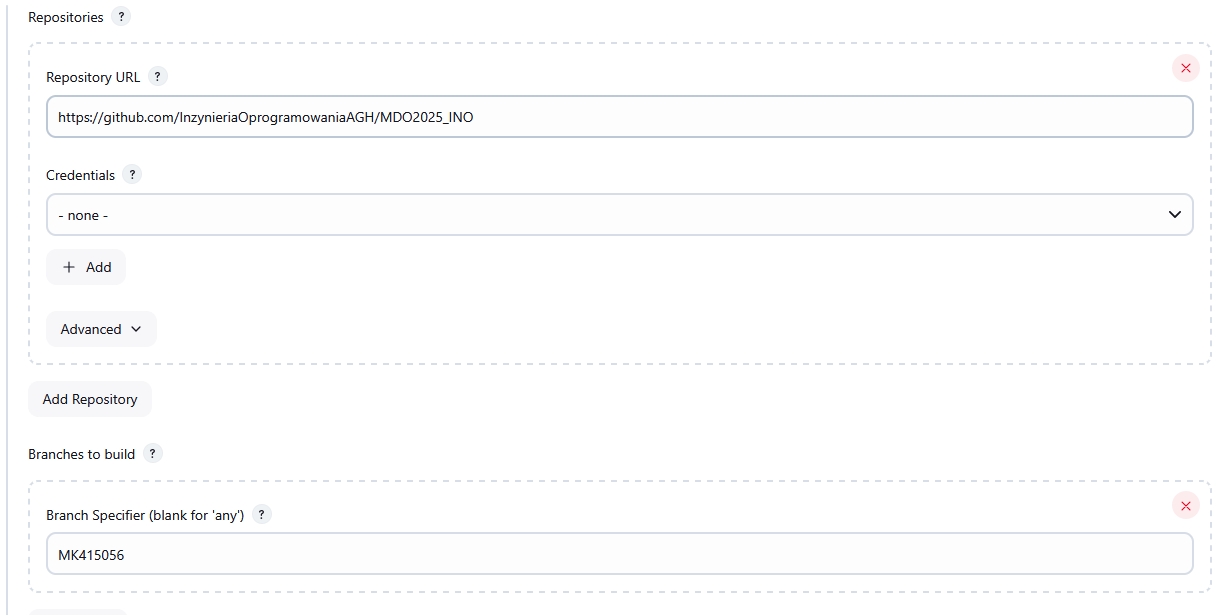 Repositories ?
Repository URL ?
https://github.com/InzynieriaOprogramowaniaAGH/MDO2025_INO
Credentials ?
- none -
+ Add
Advanced
Add Repository
Branches to build ?
Branch Specifier (blank for 'any') ?
MK415056